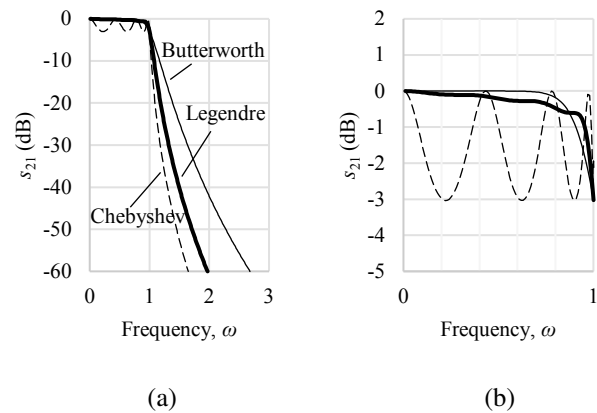 0
-10
-20
-30
-40
-50
-60
s21 (dB)
Butterworth
Legendre
Chebyshev
0 1 2 3
Frequency, ω
(a)
2
1
0
-1
-2
-3
-4
-5
s21 (dB)
0 1
Frequency, ω
(b)